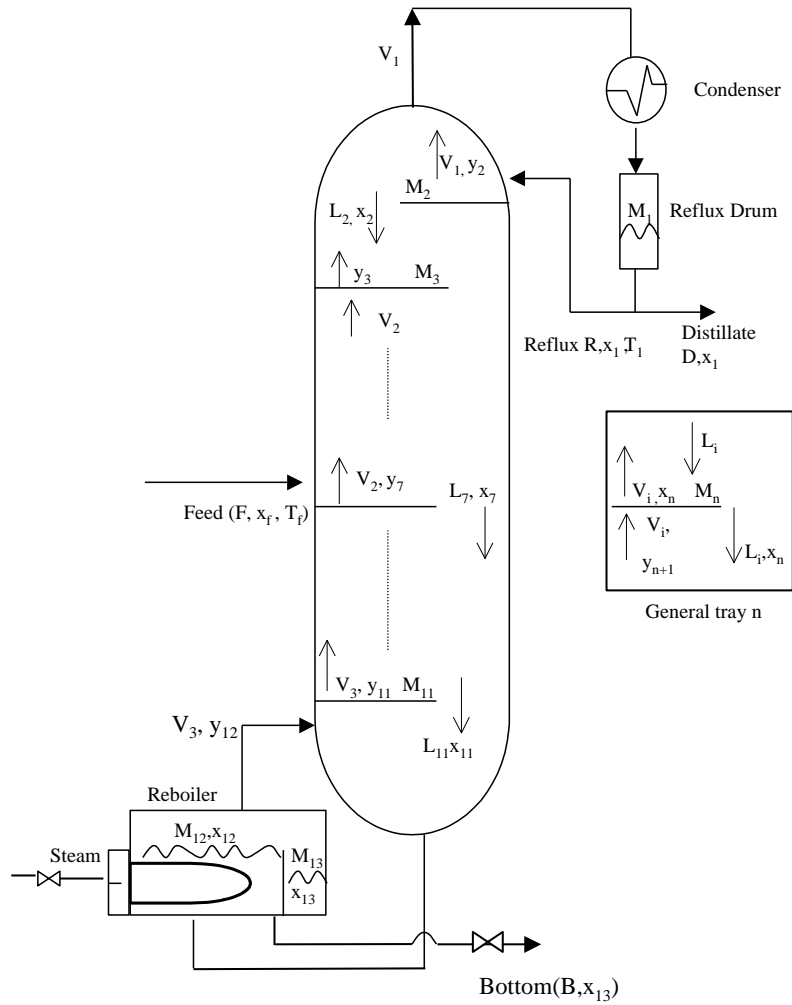 V₁
Condenser
V₁, y₂
M₂
M₁
Reflux Drum
L₂, x₂
y₃
M₃
V₂
Reflux R,x₁,T₁
Distillate
D,x₁
Lᵢ
V₂, y₇
L₇, x₇
Vᵢ,xₙ
Mₙ
Feed (F, x_f, T_f)
Vᵢ,
yₙ₊₁
Lᵢ,xₙ
General tray n
V₃, y₁₁
M₁₁
V₃, y₁₂
L₁₁x₁₁
Reboiler
M₁₂,x₁₂
Steam
M₁₃
x₁₃
Bottom(B,x₁₃)